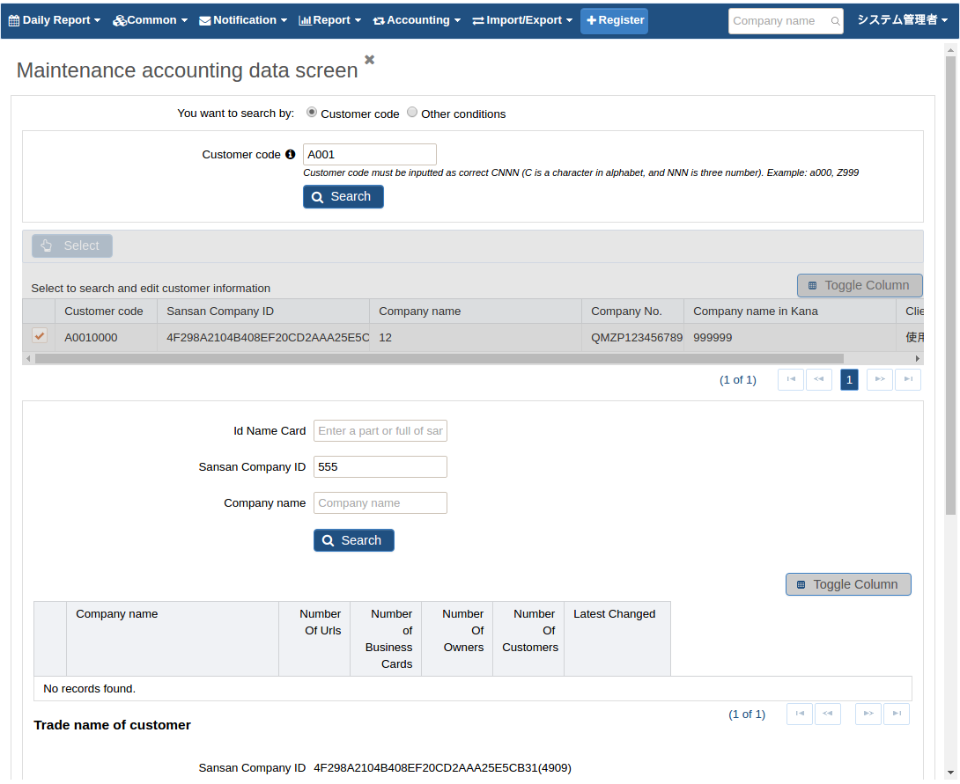 Daily Report Common Notification Report Accounting Import/Export + Register Company name システム管理者
Maintenance accounting data screen
You want to search by: Customer code Other conditions
Customer code A001
Customer code must be inputted as correct CNNN (C is a character in alphabet, and NNN is three number). Example: a000, Z999
Search
Select
Select to search and edit customer information Toggle Column
Customer code Sansan Company ID Company name Company No. Company name in Kana Clie
A0010000 4F298A2104B408EF20CD2AAA25E5C 12 QMZP123456789 999999 使用
(1 of 1) 1
Id Name Card Enter a part or full of sar
Sansan Company ID 555
Company name Company name
Search
Toggle Column
Company name Number Of Urls Number of Business Cards Number Of Owners Number Of Customers Latest Changed
No records found.
(1 of 1)
Trade name of customer
Sansan Company ID 4F298A2104B408EF20CD2AAA25E5CB31(4909)